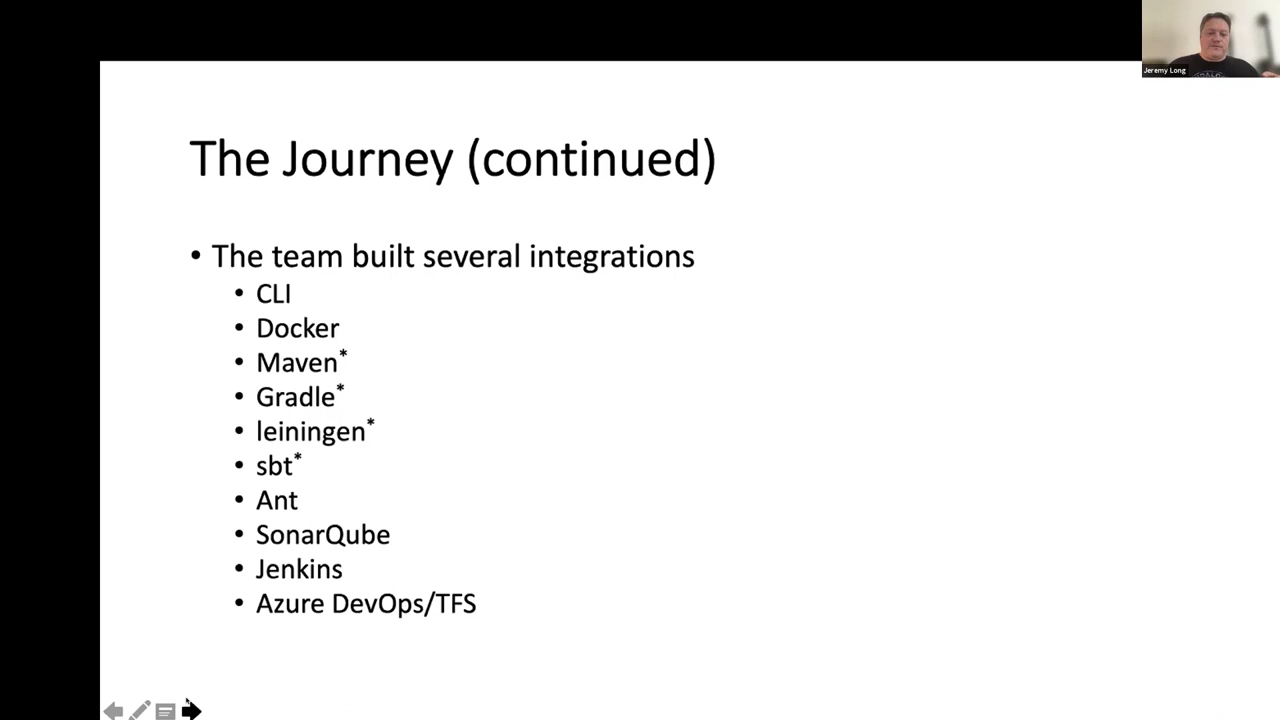 Jeremy Long
The Journey (continued)
• The team built several integrations
• CLI
• Docker
• Maven*
• Gradle*
• leiningen*
• sbt*
• Ant
• SonarQube
• Jenkins
• Azure DevOps/TFS